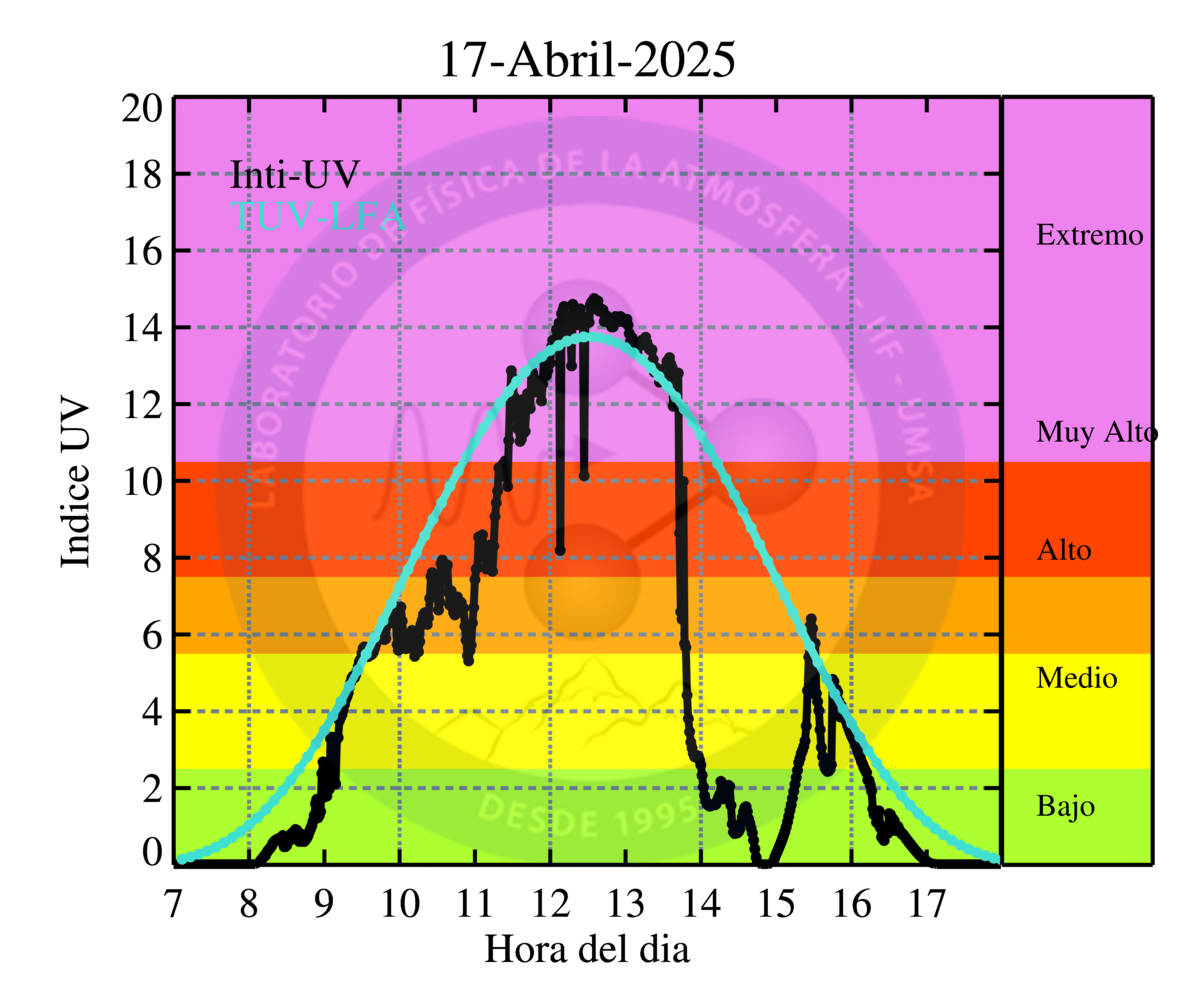 17-Abril-2025
20
18
16
14
12
10
8
6
4
2
0
Indice UV
Inti-UV
TUV-LFA
LABORATORIO DE FÍSICA DE LA ATMÓSFERA - IIF - UMSA
DESDE 1995
Extremo
Muy Alto
Alto
Medio
Bajo
7 8 9 10 11 12 13 14 15 16 17
Hora del dia